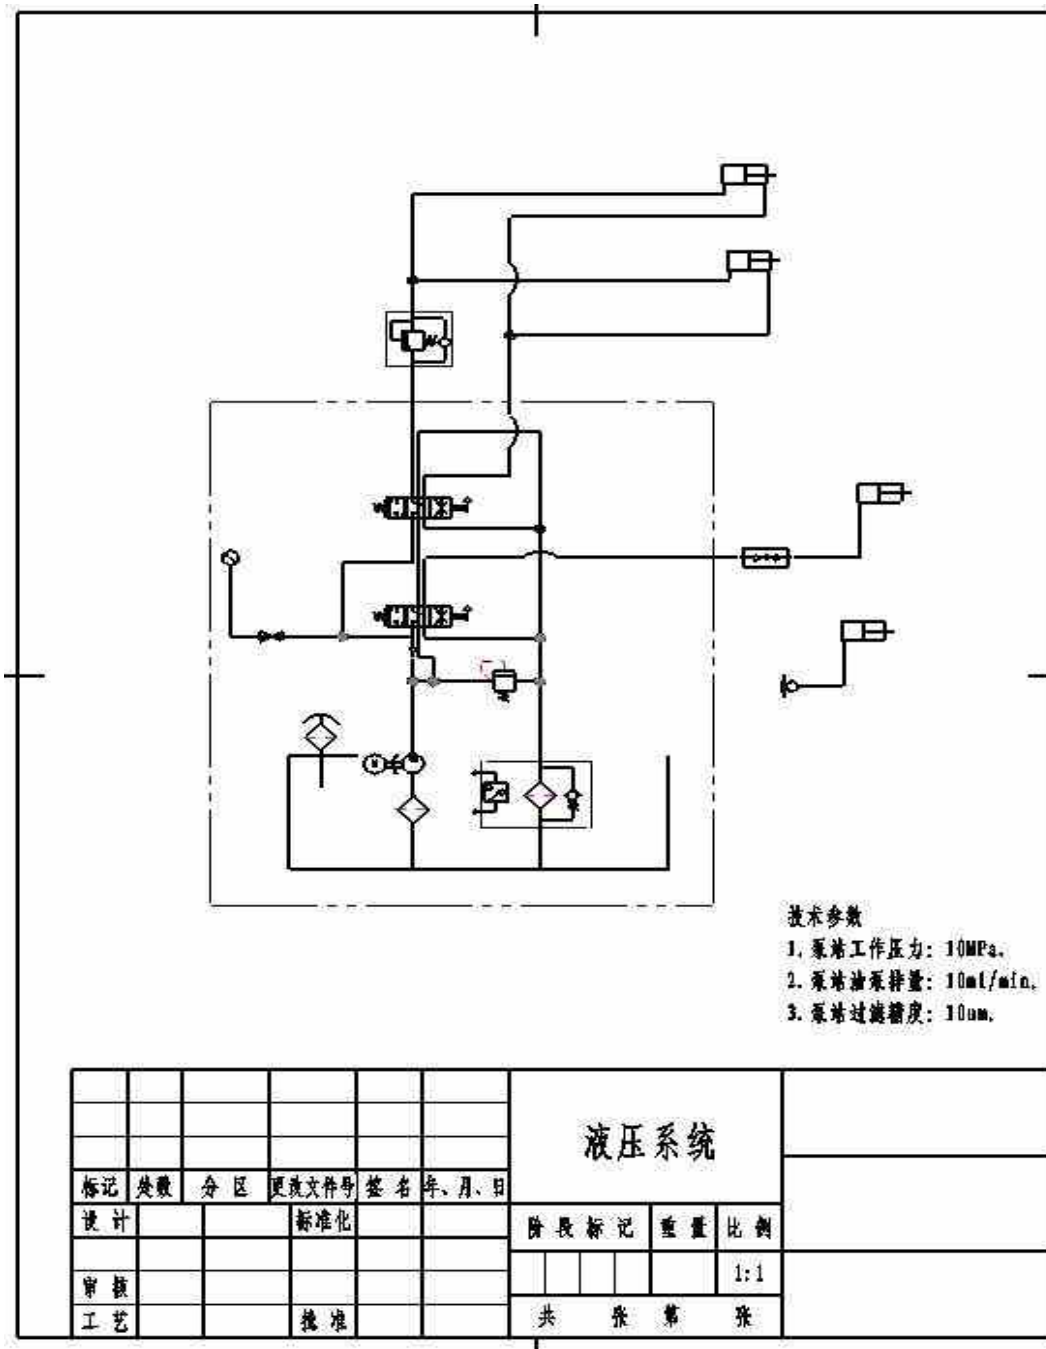 技术参数
1. 泵站工作压力：10MPa.
2. 泵站油泵排量：10ml/min.
3. 泵站过滤精度：10um.
液压系统
标记 处数 分 区 更改文件号 签 名 年、月、日
设 计 标准化
阶 段 标 记 重 量 比 例
1:1
审 核
工 艺 批 准
共 张 第 张